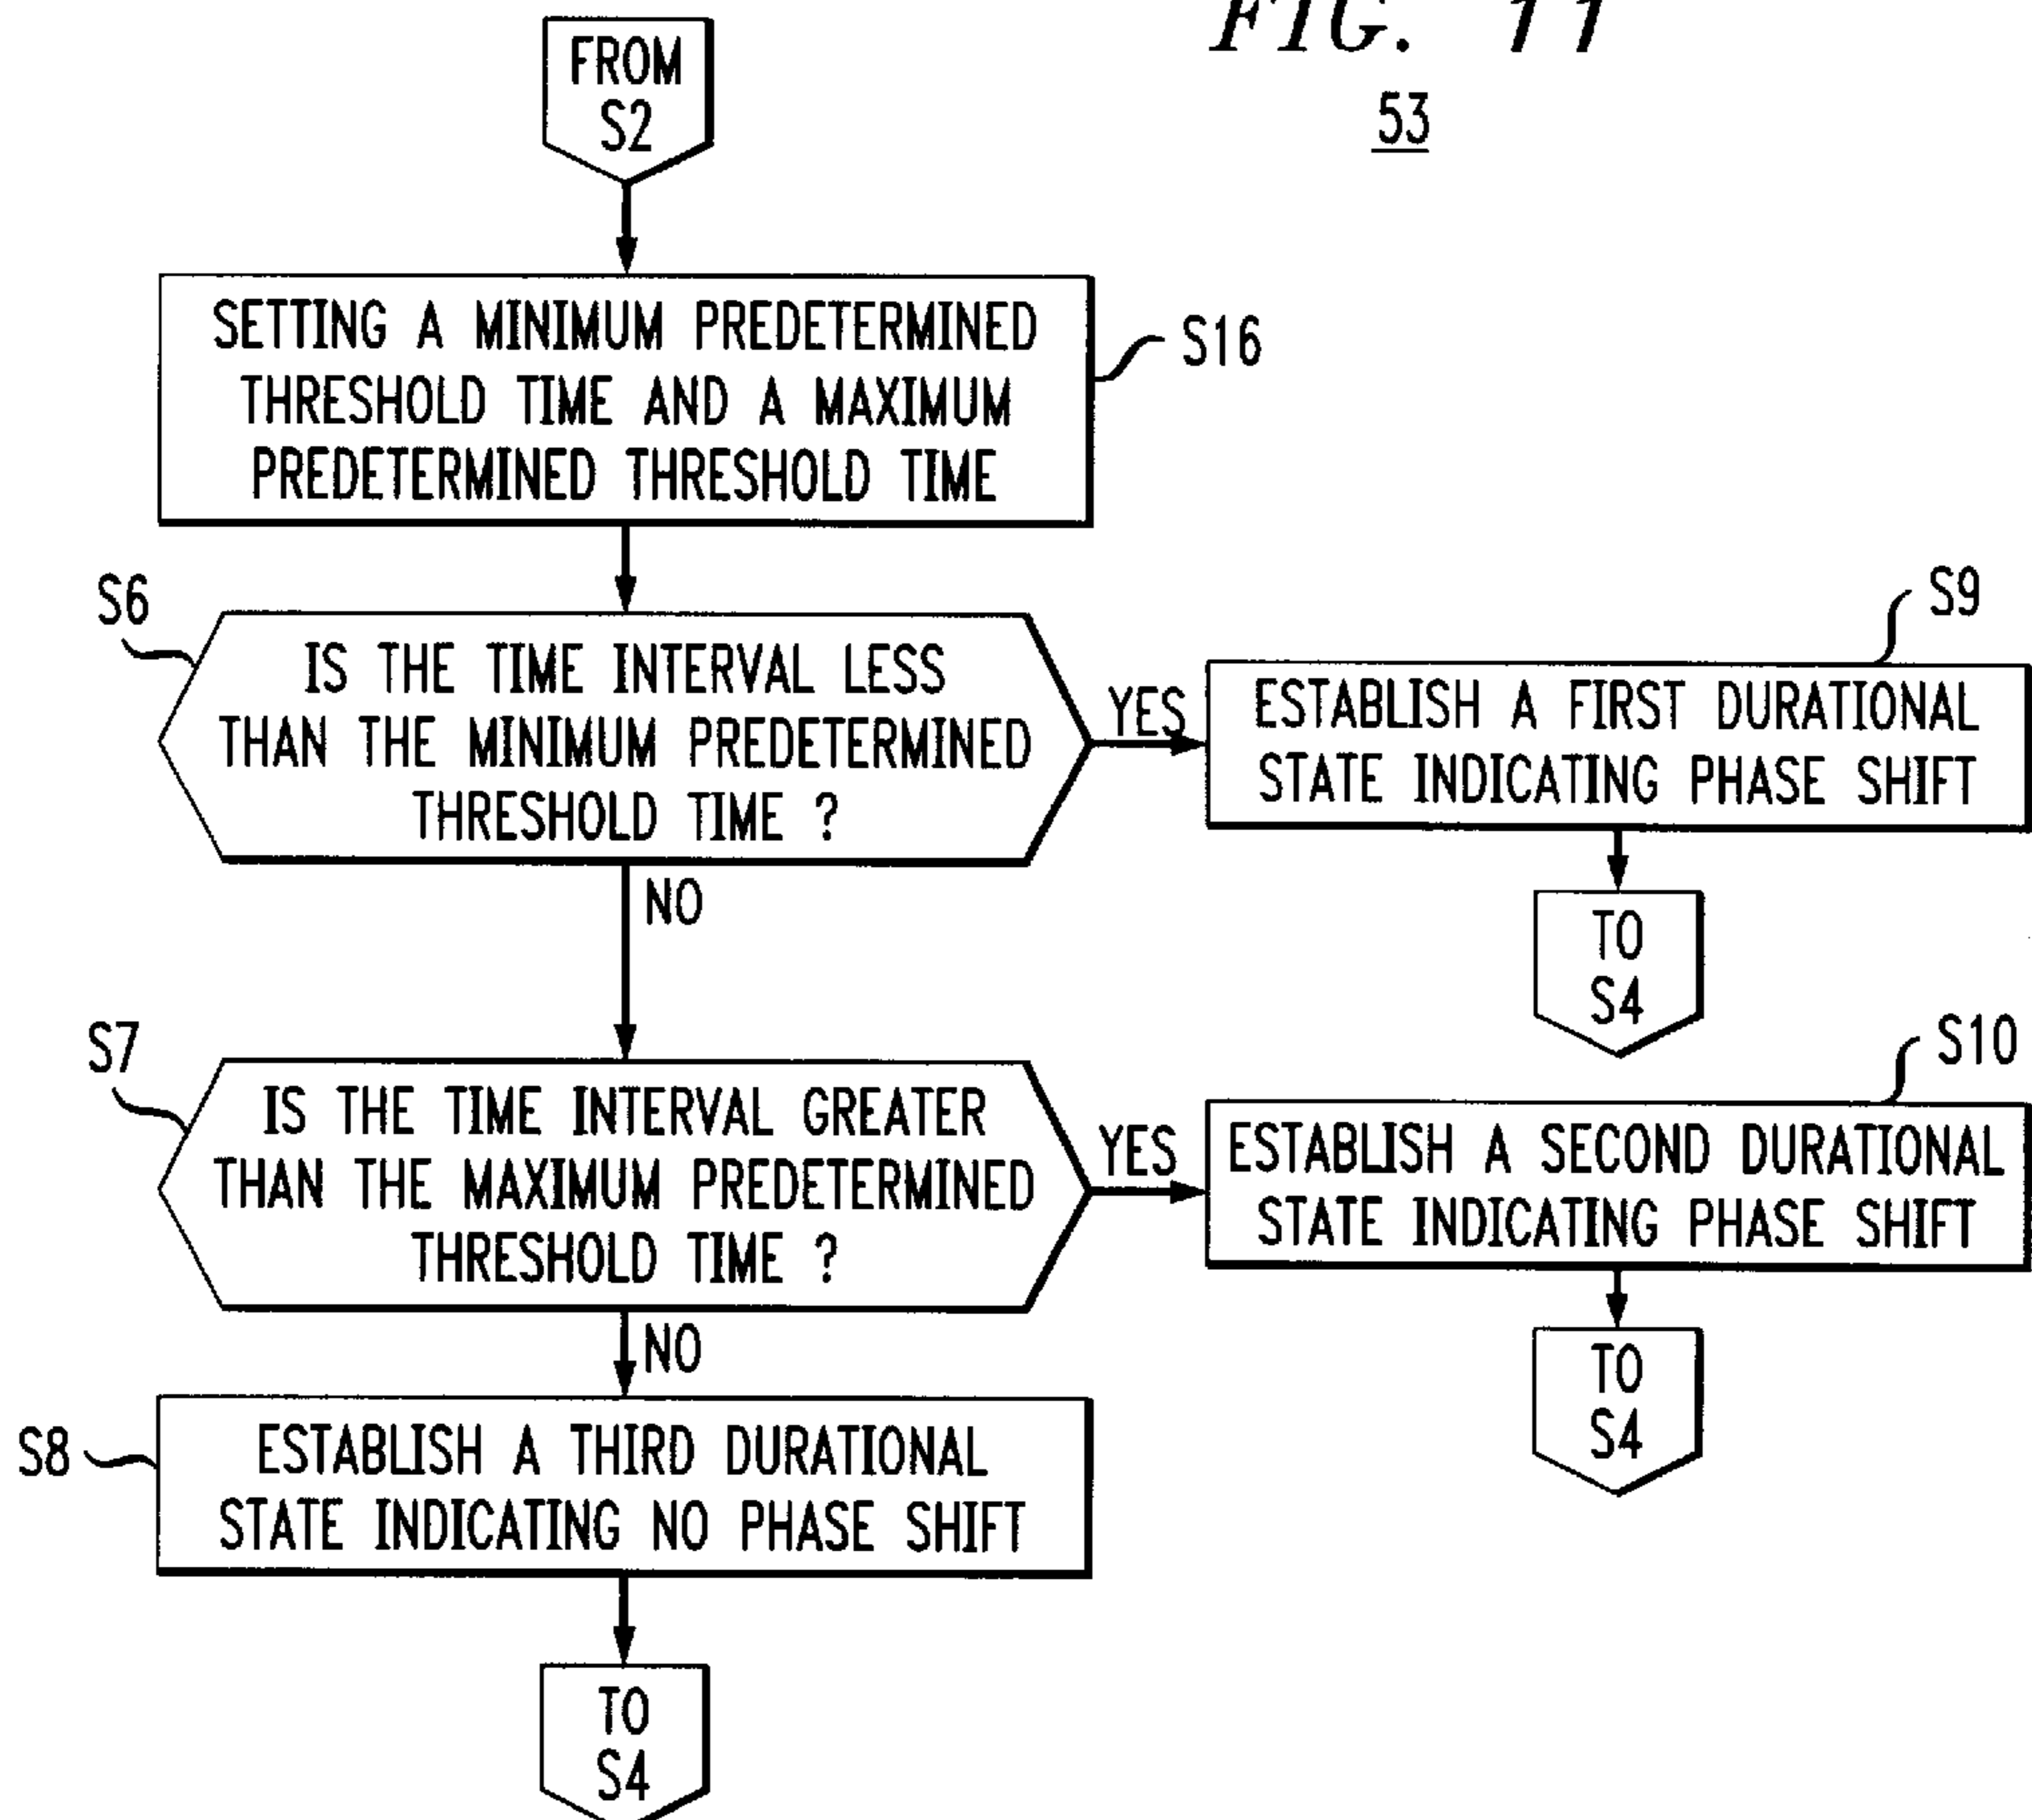 FIG. 11
53
FROM
S2
SETTING A MINIMUM PREDETERMINED
THRESHOLD TIME AND A MAXIMUM
PREDETERMINED THRESHOLD TIME
S16
S6
IS THE TIME INTERVAL LESS
THAN THE MINIMUM PREDETERMINED
THRESHOLD TIME ?
YES
S9
ESTABLISH A FIRST DURATIONAL
STATE INDICATING PHASE SHIFT
TO
S4
NO
S7
IS THE TIME INTERVAL GREATER
THAN THE MAXIMUM PREDETERMINED
THRESHOLD TIME ?
YES
S10
ESTABLISH A SECOND DURATIONAL
STATE INDICATING PHASE SHIFT
TO
S4
NO
S8
ESTABLISH A THIRD DURATIONAL
STATE INDICATING NO PHASE SHIFT
TO
S4